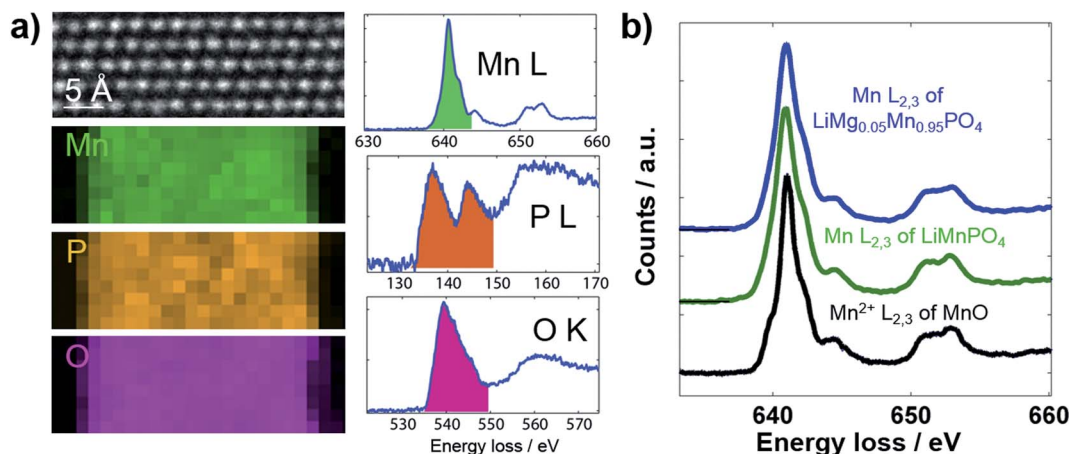 a)
5 Å
Mn
P
O
Mn L
630 640 650 660
P L
130 140 150 160 170
O K
520 530 540 550 560 570
Energy loss / eV
b)
Counts / a.u.
Mn L2,3 of
LiMg0.05Mn0.95PO4
Mn L2,3 of LiMnPO4
Mn2+ L2,3 of MnO
640 650 660
Energy loss / eV